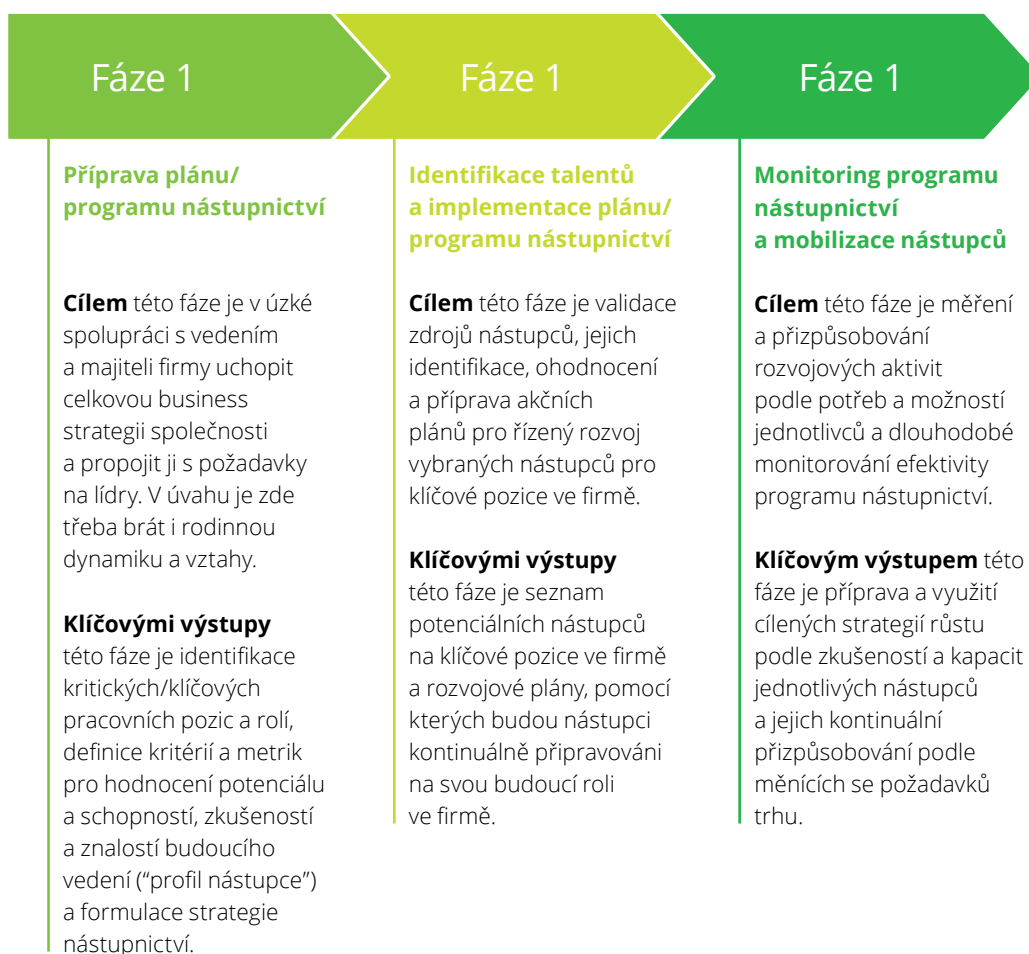 Fáze 1
Příprava plánu/
programu nástupnictví
Cílem této fáze je v úzké
spolupráci s vedením
a majiteli firmy uchopit
celkovou business
strategii společnosti
a propojit ji s požadavky
na lídry. V úvahu je zde
třeba brát i rodinnou
dynamiku a vztahy.
Klíčovými výstupy
této fáze je identifikace
kritických/klíčových
pracovních pozic a rolí,
definice kritérií a metrik
pro hodnocení potenciálu
a schopností, zkušeností
a znalostí budoucího
vedení (“profil nástupce”)
a formulace strategie
nástupnictví.
Fáze 1
Identifikace talentů
a implementace plánu/
programu nástupnictví
Cílem této fáze je validace
zdrojů nástupců, jejich
identifikace, ohodnocení
a příprava akčních
plánů pro řízený rozvoj
vybraných nástupců pro
klíčové pozice ve firmě.
Klíčovými výstupy
této fáze je seznam
potenciálních nástupců
na klíčové pozice ve firmě
a rozvojové plány, pomocí
kterých budou nástupci
kontinuálně připravováni
na svou budoucí roli
ve firmě.
Fáze 1
Monitoring programu
nástupnictví
a mobilizace nástupců
Cílem této fáze je měření
a přizpůsobování
rozvojových aktivit
podle potřeb a možností
jednotlivců a dlouhodobé
monitorování efektivity
programu nástupnictví.
Klíčovým výstupem této
fáze je příprava a využití
cílených strategií růstu
podle zkušeností a kapacit
jednotlivých nástupců
a jejich kontinuální
přizpůsobování podle
měnících se požadavků
trhu.